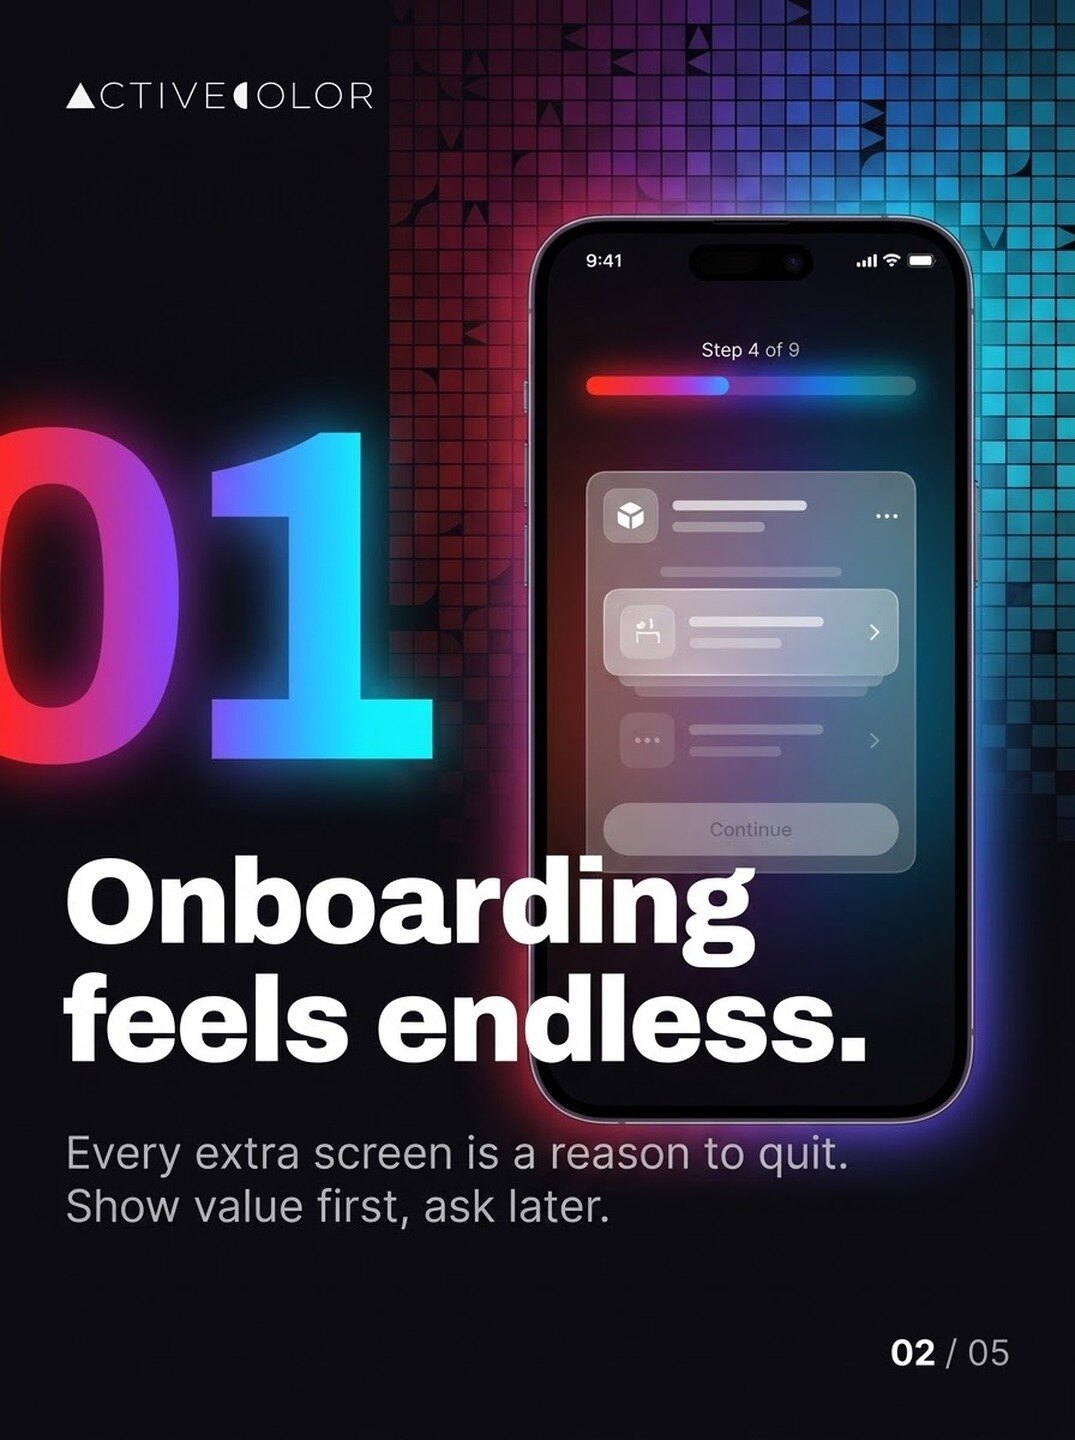 ACTIVECOLOR
9:41
Step 4 of 9
01
Continue
Onboarding
feels endless.
Every extra screen is a reason to quit.
Show value first, ask later.
02 / 05